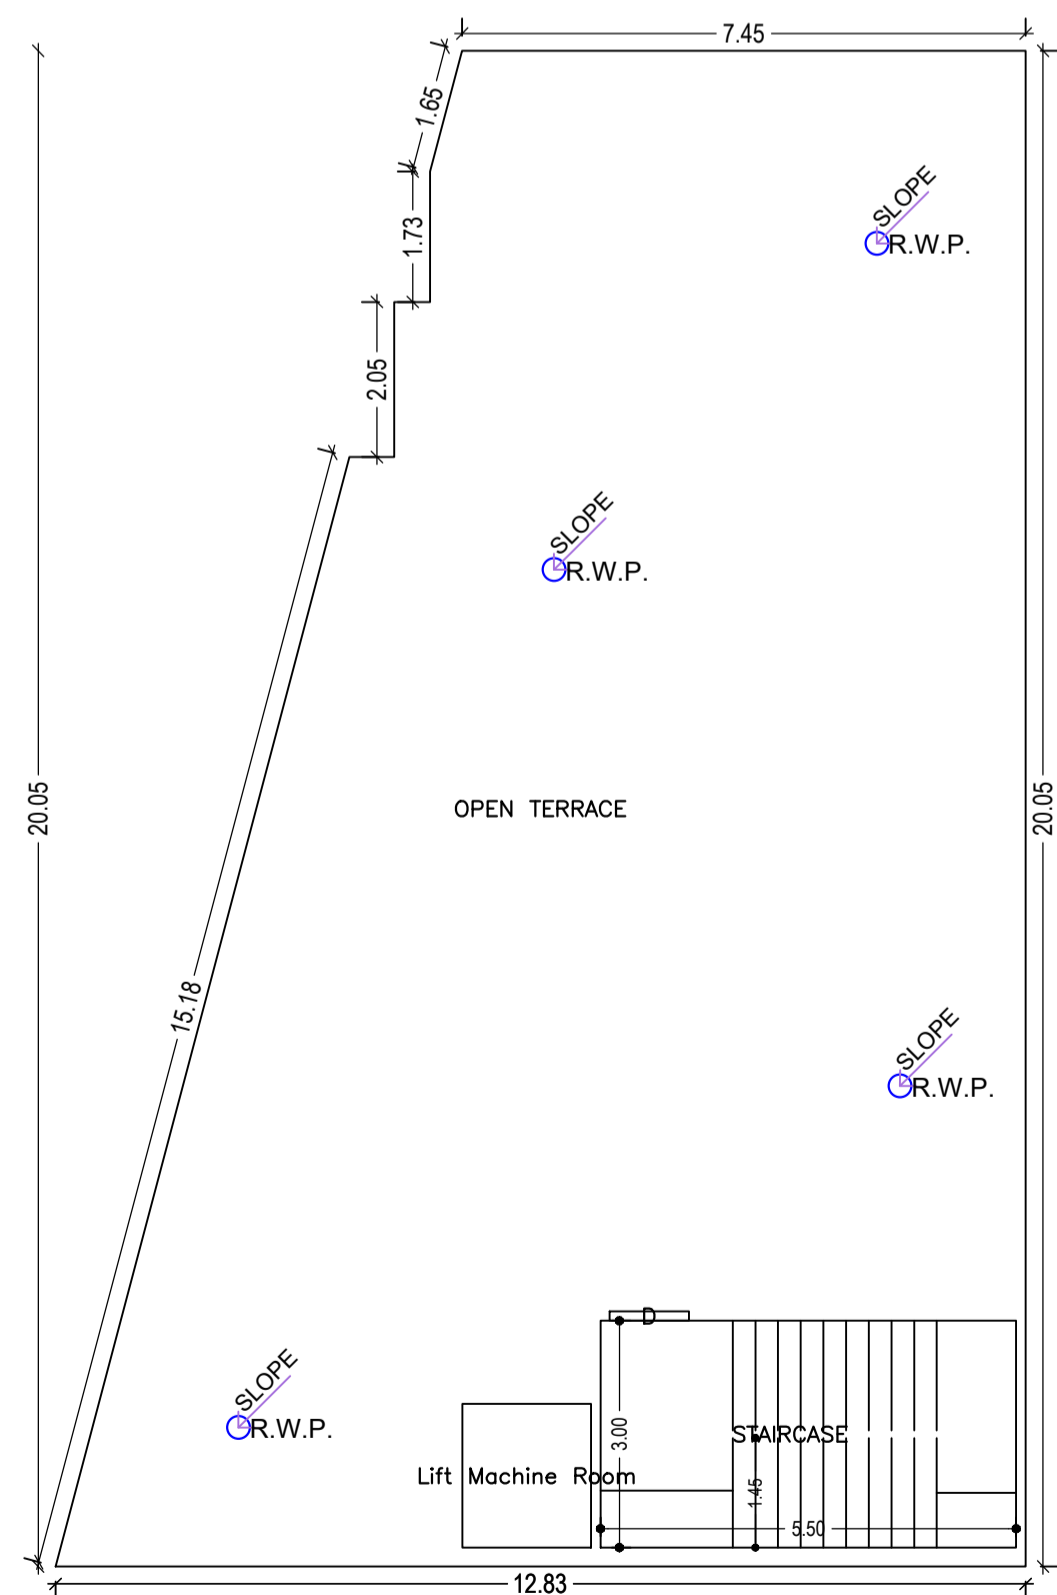 7.45
1.65
SLOPE
R.W.P.
1.73
2.05
SLOPE
R.W.P.
20.05
OPEN TERRACE
20.05
15.18
SLOPE
R.W.P.
D
SLOPE
R.W.P.
3.00
STAIRCASE
Lift Machine Room
1.45
5.50
12.83